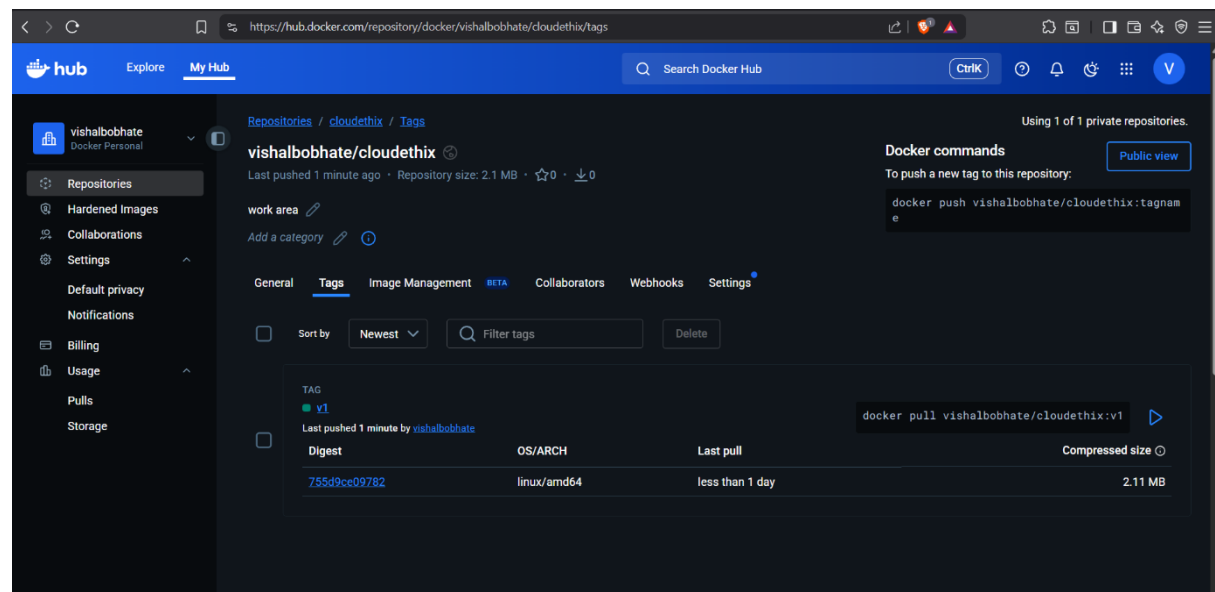 https://hub.docker.com/repository/docker/vishalbobhate/cloudethix/tags
1
hub
Explore
My Hub
Search Docker Hub
CtrlK
V
vishalbobhate
Docker Personal
Repositories
Hardened Images
Collaborations
Settings
Default privacy
Notifications
Billing
Usage
Pulls
Storage
Repositories / cloudethix / Tags
Using 1 of 1 private repositories.
vishalbobhate/cloudethix
Last pushed 1 minute ago · Repository size: 2.1 MB · 0 · 0
work area
Add a category
Docker commands
Public view
To push a new tag to this repository:
docker push vishalbobhate/cloudethix:tagnam
e
General Tags Image Management BETA Collaborators Webhooks Settings
Sort by Newest Filter tags Delete
TAG
v1
Last pushed 1 minute by vishalbobhate
docker pull vishalbobhate/cloudethix:v1
Digest OS/ARCH Last pull Compressed size
755d9ce09782 linux/amd64 less than 1 day 2.11 MB